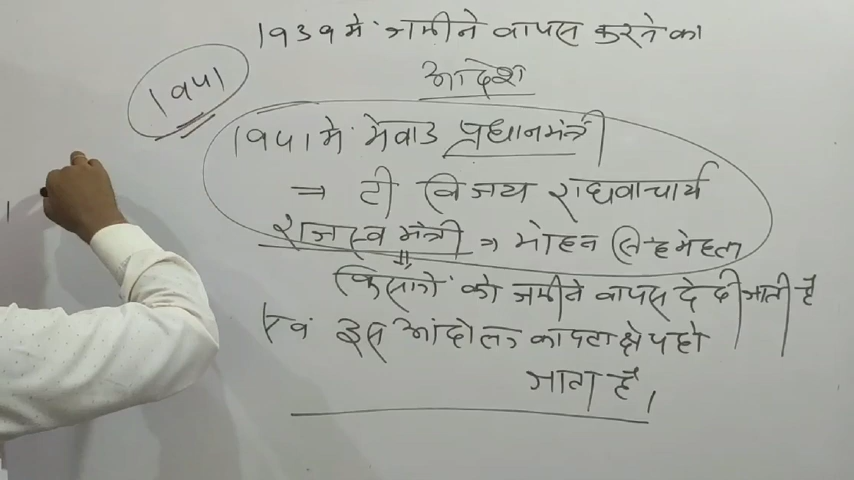 1939 में जमीने वापस करने का
आदेश
1941
1941 में मेवाड प्रधानमंत्री
⇒ टी विजय राघवाचार्य
राजस्व मंत्री ⇒ मोहन सिंह मेहता
किसानों को जमीने वापस दे दी जाती है
एवं इस आंदोलन का पटाक्षेप हो
जाता है।